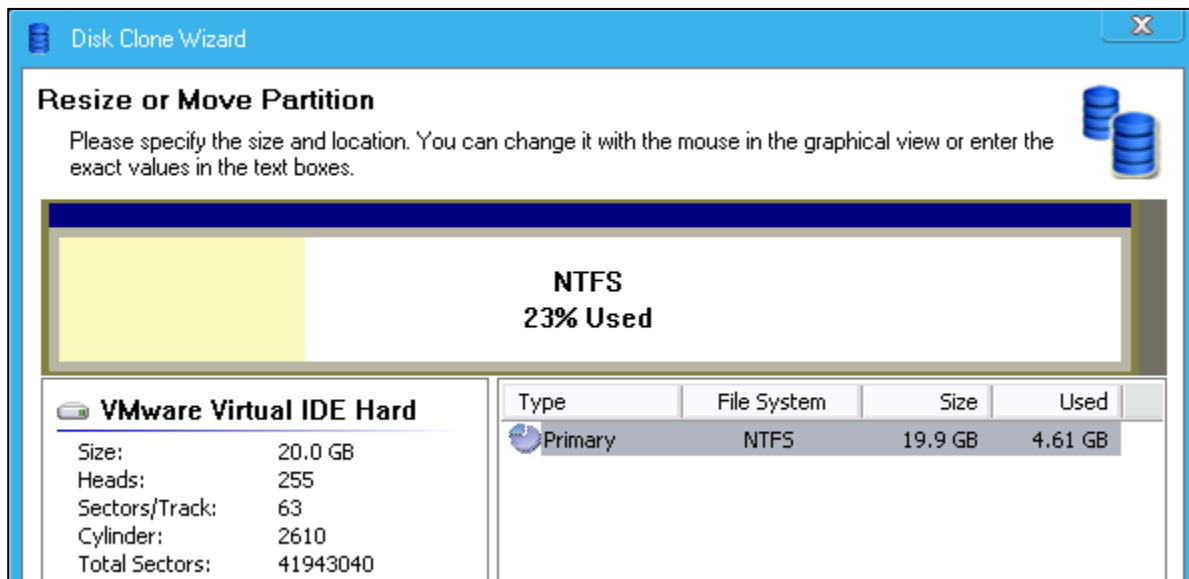 Disk Clone Wizard
Resize or Move Partition
Please specify the size and location. You can change it with the mouse in the graphical view or enter the
exact values in the text boxes.
NTFS
23% Used
VMware Virtual IDE Hard
Size: 20.0 GB
Heads: 255
Sectors/Track: 63
Cylinder: 2610
Total Sectors: 41943040
Type File System Size Used
Primary NTFS 19.9 GB 4.61 GB